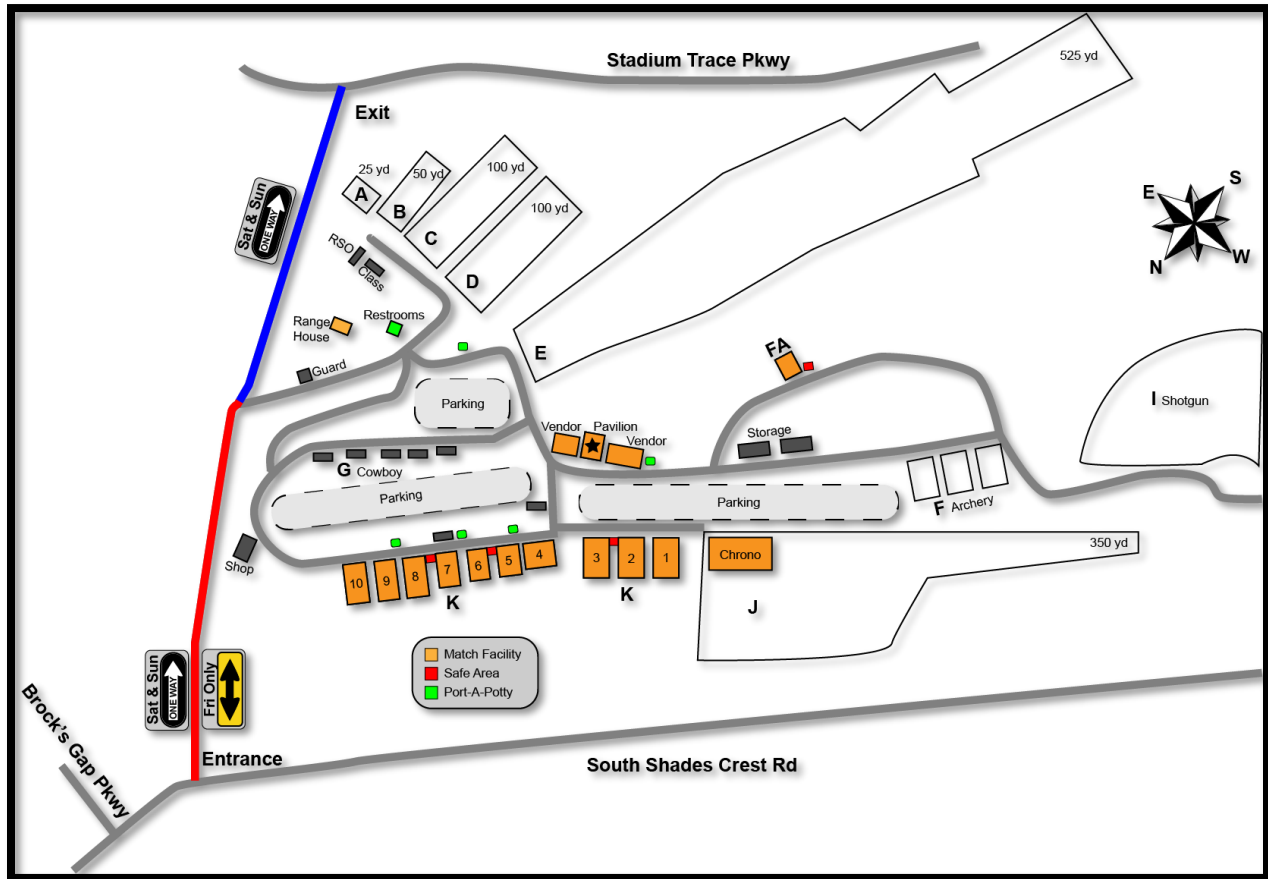 Stadium Trace Pkwy
525 yd
Exit
Sat & Sun
ONE WAY
25 yd
50 yd
100 yd
100 yd
A
B
C
D
E
E
S
N
W
RSO
Class
Range
House
Restrooms
Guard
Parking
FA
I Shotgun
Vendor
Pavilion
Vendor
Storage
G Cowboy
Parking
Parking
F Archery
Shop
10
9
8
7
6
5
4
3
2
1
K
K
Chrono
350 yd
J
Match Facility
Safe Area
Port-A-Potty
Sat & Sun
ONE WAY
Fri Only
Brock's Gap Pkwy
Entrance
South Shades Crest Rd